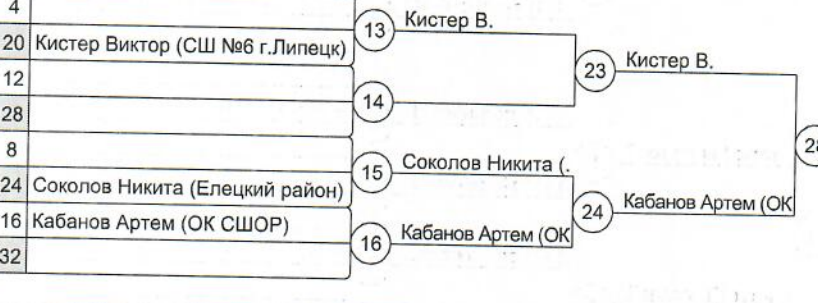 4
20 Кистер Виктор (СШ №6 г.Липецк)
13 Кистер В.
12
28
14
23 Кистер В.
8
24 Соколов Никита (Елецкий район)
15 Соколов Никита (.
16 Кабанов Артем (ОК СШОР)
32
16 Кабанов Артем (ОК
24 Кабанов Артем (ОК